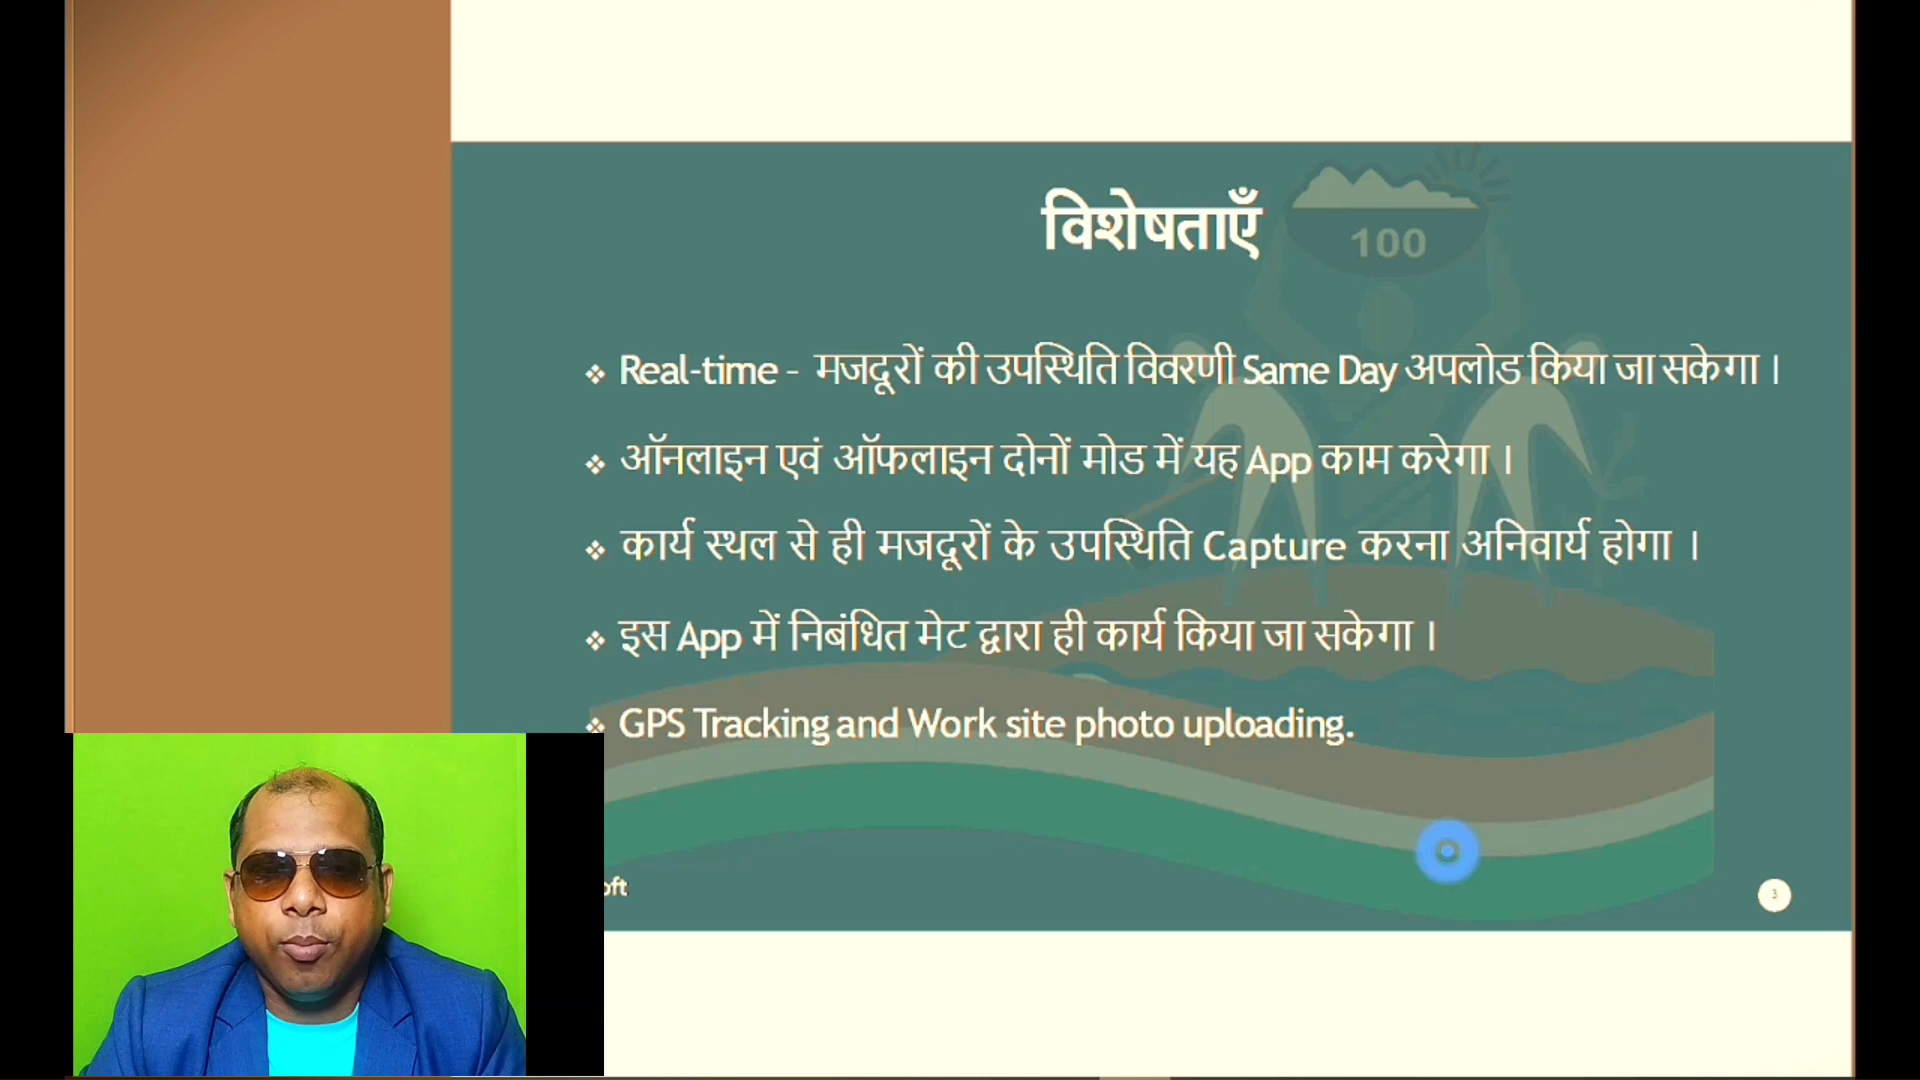 विशेषताएँ
100
❖ Real-time - मजदूरों की उपस्थिति विवरणी Same Day अपलोड किया जा सकेगा ।
❖ ऑनलाइन एवं ऑफलाइन दोनों मोड में यह App काम करेगा ।
❖ कार्य स्थल से ही मजदूरों के उपस्थिति Capture करना अनिवार्य होगा ।
❖ इस App में निबंधित मेट द्वारा ही कार्य किया जा सकेगा ।
❖ GPS Tracking and Work site photo uploading.
3